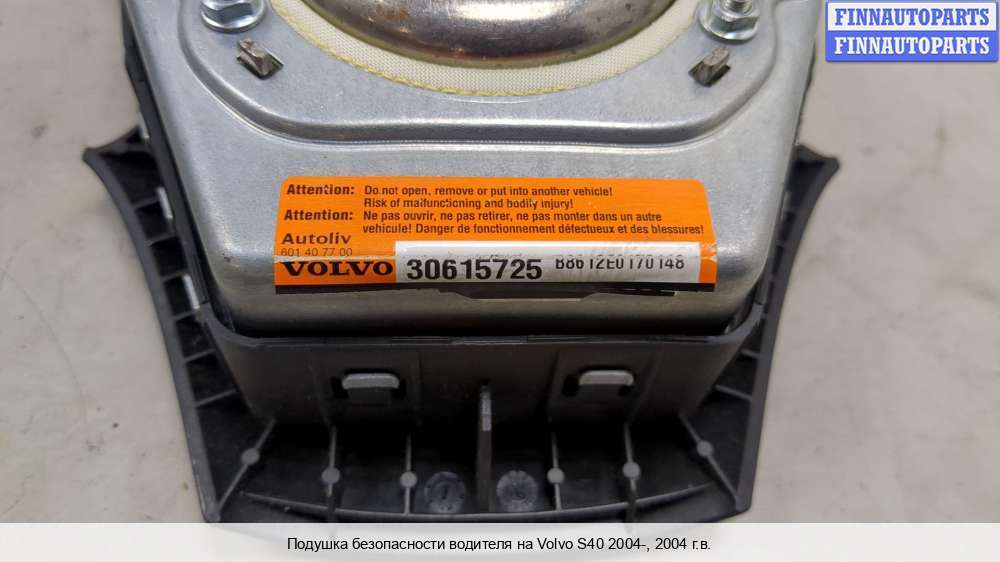 FINNAUTOPARTS
FINNAUTOPARTS
Attention: Do not open, remove or put into another vehicle!
Risk of malfunctioning and bodily injury!
Attention: Ne pas ouvrir, ne pas retirer, ne pas monter dans un autre
vehicule! Danger de fonctionnement défectueux et des blessures!
Autoliv
601 40 77 00
VOLVO 30615725 B8612E0170148
Подушка безопасности водителя на Volvo S40 2004-, 2004 г.в.